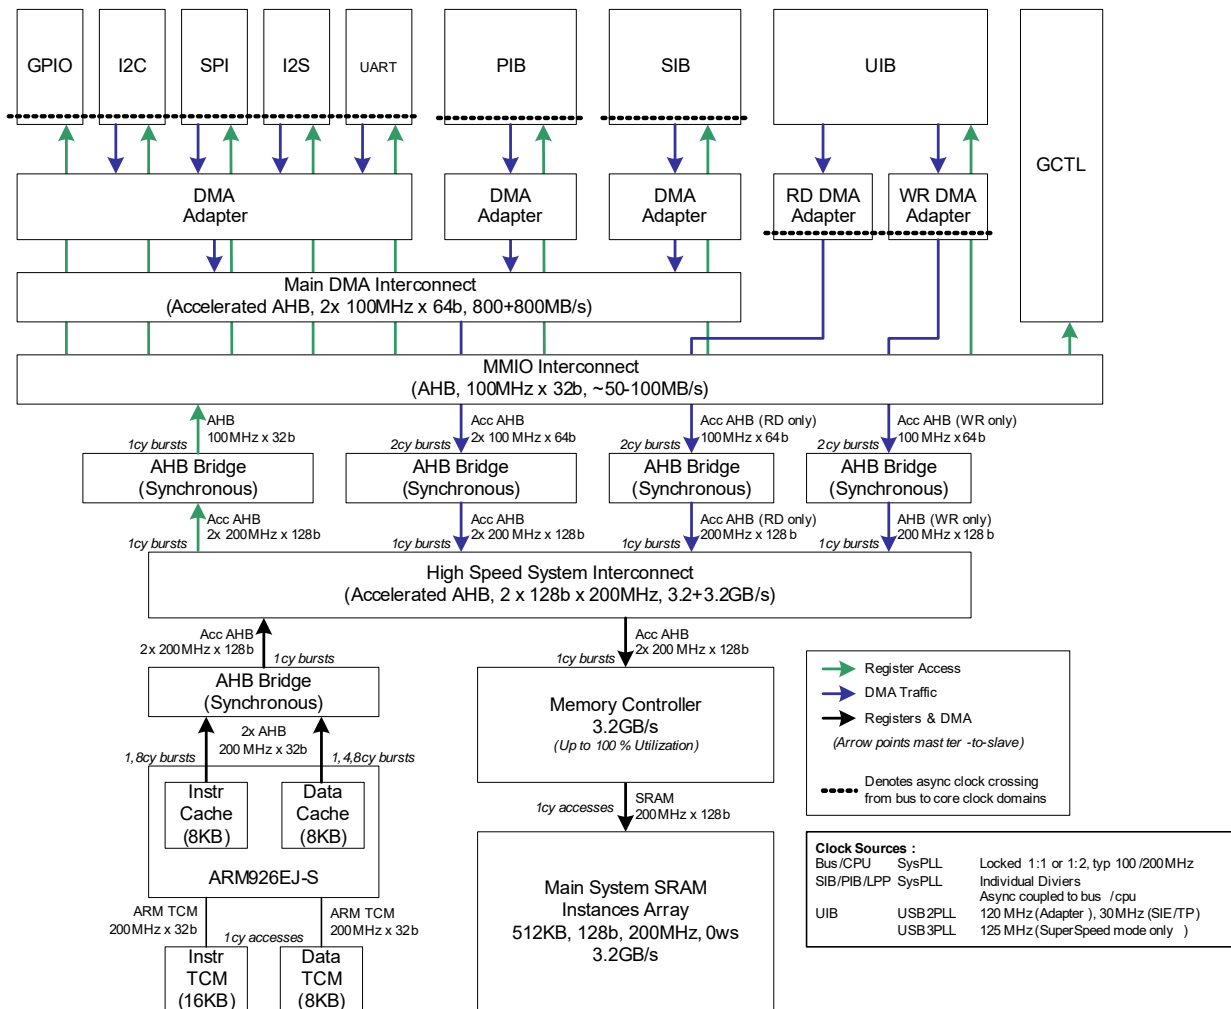 GPIO
I2C
SPI
I2S
UART
PIB
SIB
UIB
GCTL
DMA
Adapter
DMA
Adapter
DMA
Adapter
RD DMA
Adapter
WR DMA
Adapter
Main DMA Interconnect
(Accelerated AHB, 2x 100MHz x 64b, 800+800MB/s)
MMIO Interconnect
(AHB, 100MHz x 32b, ~50-100MB/s)
AHB
100MHz x 32b
1cy bursts
Acc AHB
2x 100 MHz x 64b
2cy bursts
Acc AHB (RD only)
100MHz x 64b
2cy bursts
Acc AHB (WR only)
100 MHz x 64b
2cy bursts
AHB Bridge
(Synchronous)
AHB Bridge
(Synchronous)
AHB Bridge
(Synchronous)
AHB Bridge
(Synchronous)
Acc AHB
2x 200 MHz x 128b
1cy bursts
Acc AHB
2x 200 MHz x 128b
1cy bursts
Acc AHB (RD only)
200MHz x 128b
1cy bursts
AHB (WR only)
200 MHz x 128 b
1cy bursts
High Speed System Interconnect
(Accelerated AHB, 2 x 128b x 200MHz, 3.2+3.2GB/s)
Acc AHB
2x 200 MHz x 128b
1cy bursts
Acc AHB
2x 200 MHz x 128b
1cy bursts
AHB Bridge
(Synchronous)
2x AHB
200 MHz x 32b
1,8cy bursts
1,4,8cy bursts
Instr
Cache
(8KB)
Data
Cache
(8KB)
ARM926EJ-S
ARM TCM
200MHz x 32b
ARM TCM
200MHz x 32b
1cy accesses
Instr
TCM
(16KB)
Data
TCM
(8KB)
Memory Controller
3.2GB/s
(Up to 100 % Utilization)
SRAM
200MHz x 128b
1cy accesses
Main System SRAM
Instances Array
512KB, 128b, 200MHz, 0ws
3.2GB/s
Register Access
DMA Traffic
Registers & DMA
(Arrow points mast ter -to-slave)
Denotes async clock crossing
from bus to core clock domains
Clock Sources :
Bus/CPU SysPLL Locked 1:1 or 1:2, typ 100 /200MHz
SIB/PIB/LPP SysPLL Individual Diviers
Async coupled to bus /cpu
UIB USB2PLL 120 MHz (Adapter ), 30MHz (SIE/TP)
USB3PLL 125 MHz (SuperSpeed mode only )